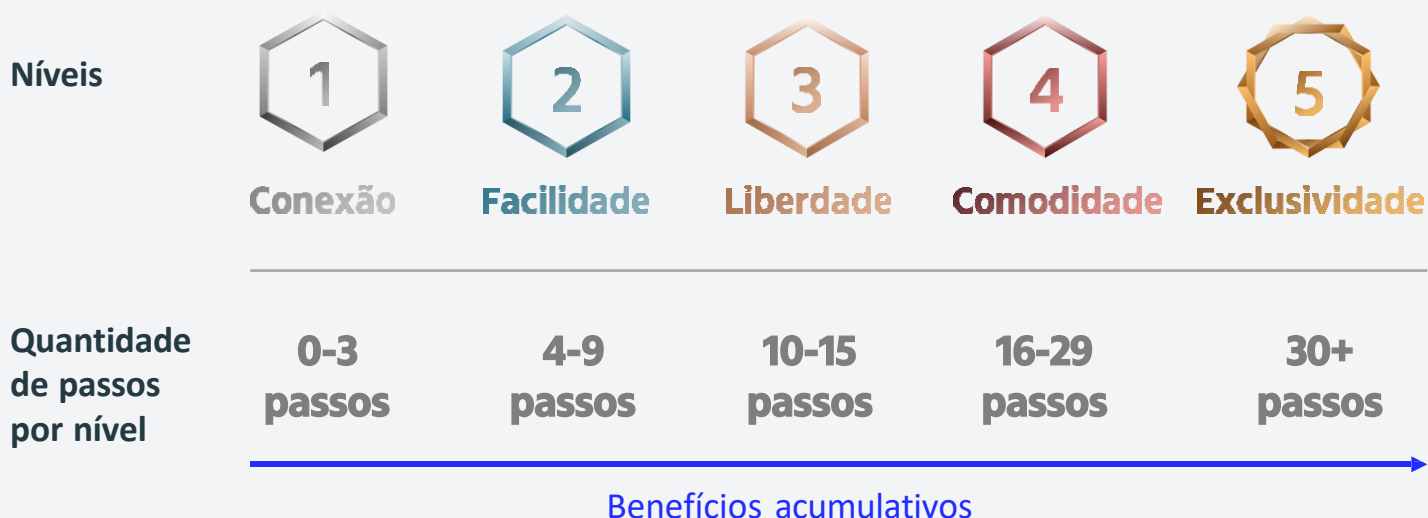 Níveis
1 2 3 4 5
Conexão Facilidade Liberdade Comodidade Exclusividade
Quantidade
de passos
por nível
0-3 4-9 10-15 16-29 30+
passos passos passos passos passos
Benefícios acumulativos